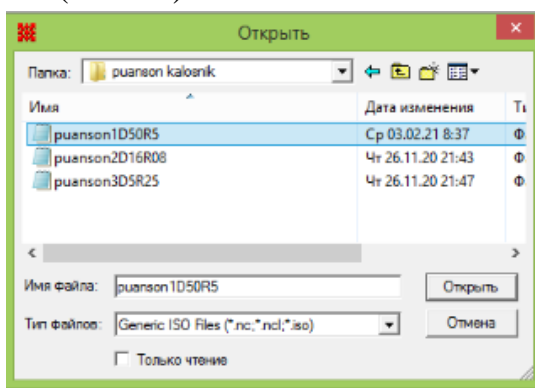 Открыть
Папка: puanson kalosnik
Имя Дата изменения
puanson1D50R5 Ср 03.02.21 8:37 Ф
puanson2D16R08 Чт 26.11.20 21:43 Ф
puanson3D5R25 Чт 26.11.20 21:47 Ф
Имя файла: puanson1D50R5 Открыть
Тип файлов: Generic ISO Files (*.nc;*.ncl;*.iso) Отмена
Только чтение